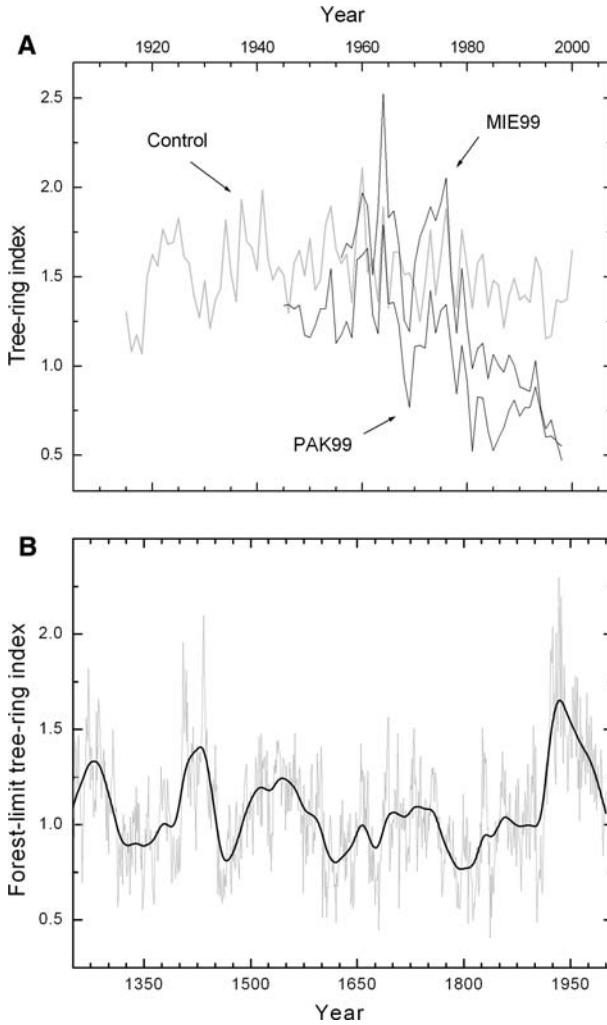 Year
A
1920 1940 1960 1980 2000
2.5
Control
MIE99
2.0
1.5
Tree-ring index
1.0
PAK99
0.5
B
2.0
1.5
Forest-limit tree-ring index
1.0
0.5
1350 1500 1650 1800 1950
Year